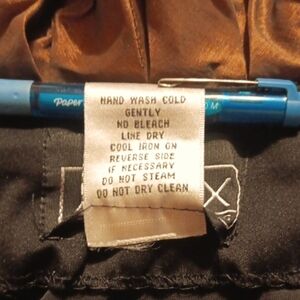 Paper
M
HAND WASH COLD
GENTLY
NO BLEACH
LINE DRY
COOL IRON ON
REVERSE SIDE
IF NECESSARY
DO NOT STEAM
DO NOT DRY CLEAN
X